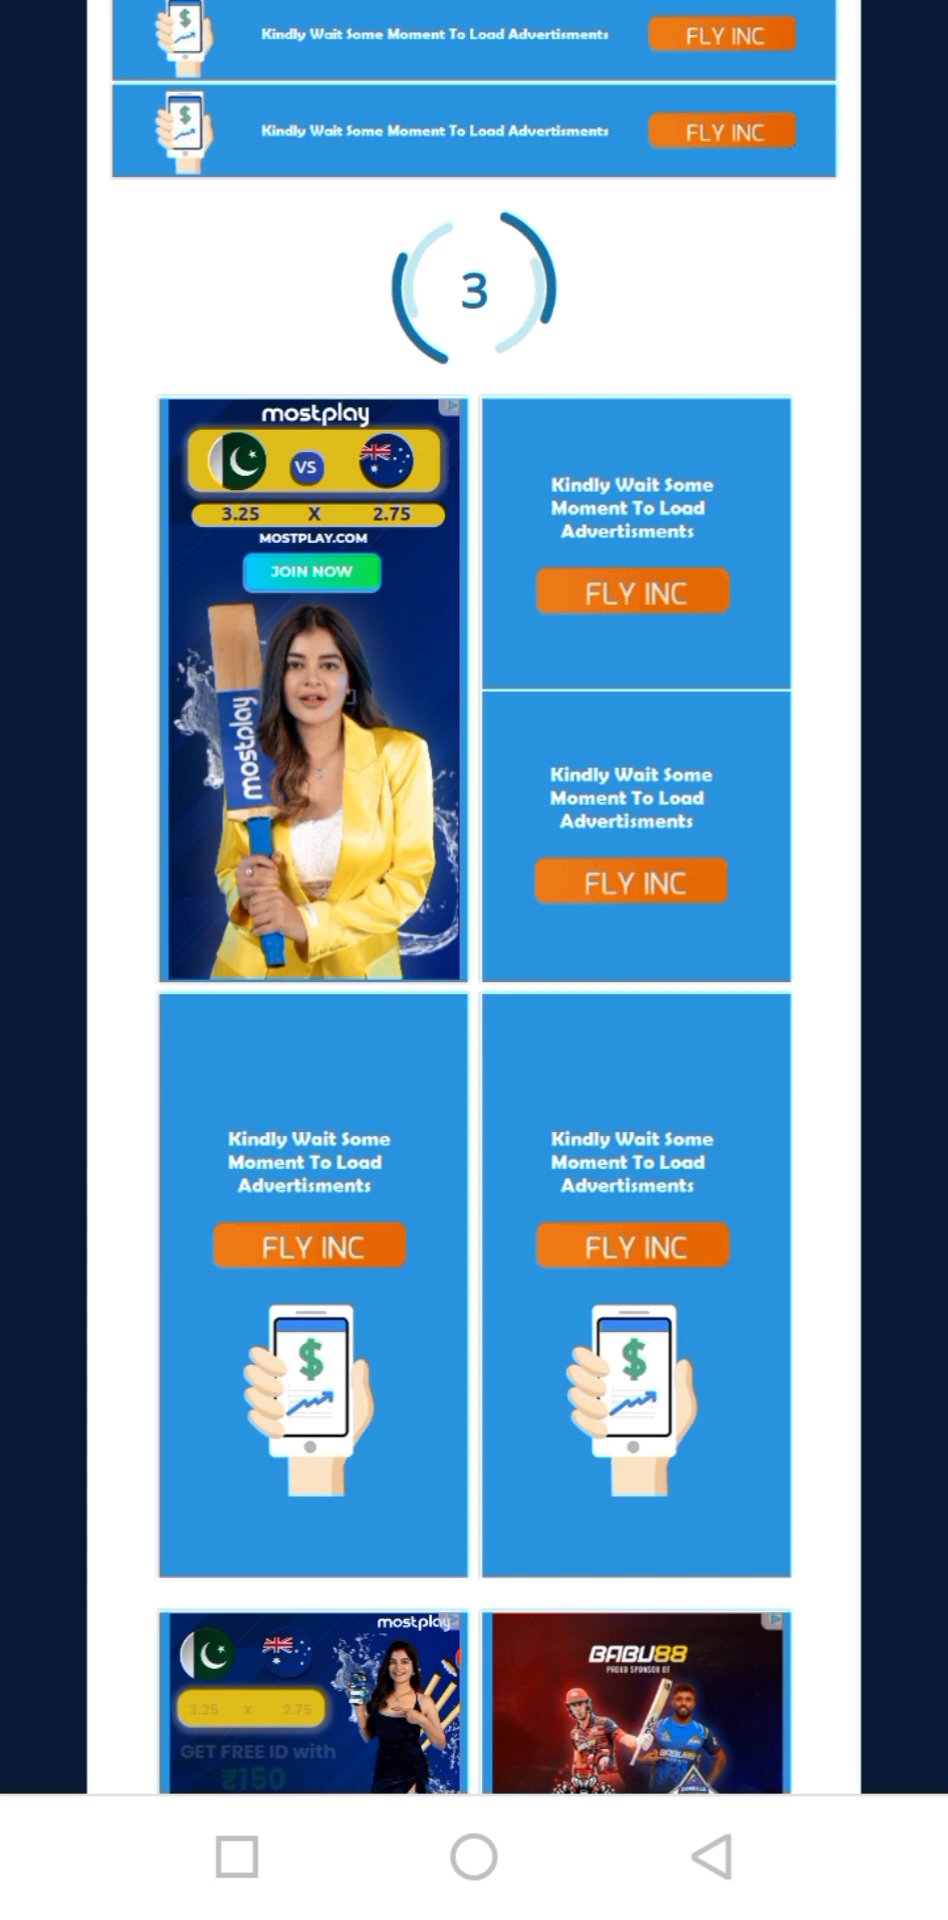 Kindly Wait Some Moment To Load Advertisments FLY INC
Kindly Wait Some Moment To Load Advertisments FLY INC
3
mostplay
VS
3.25 X 2.75
MOSTPLAY.COM
JOIN NOW
mostplay
Kindly Wait Some
Moment To Load
Advertisments
FLY INC
Kindly Wait Some
Moment To Load
Advertisments
FLY INC
Kindly Wait Some
Moment To Load
Advertisments
FLY INC
$
Kindly Wait Some
Moment To Load
Advertisments
FLY INC
$
mostplay
3.25 X 2.75
GET FREE ID with
₹150
BABU88
PROUD SPONSOR OF
BABU88